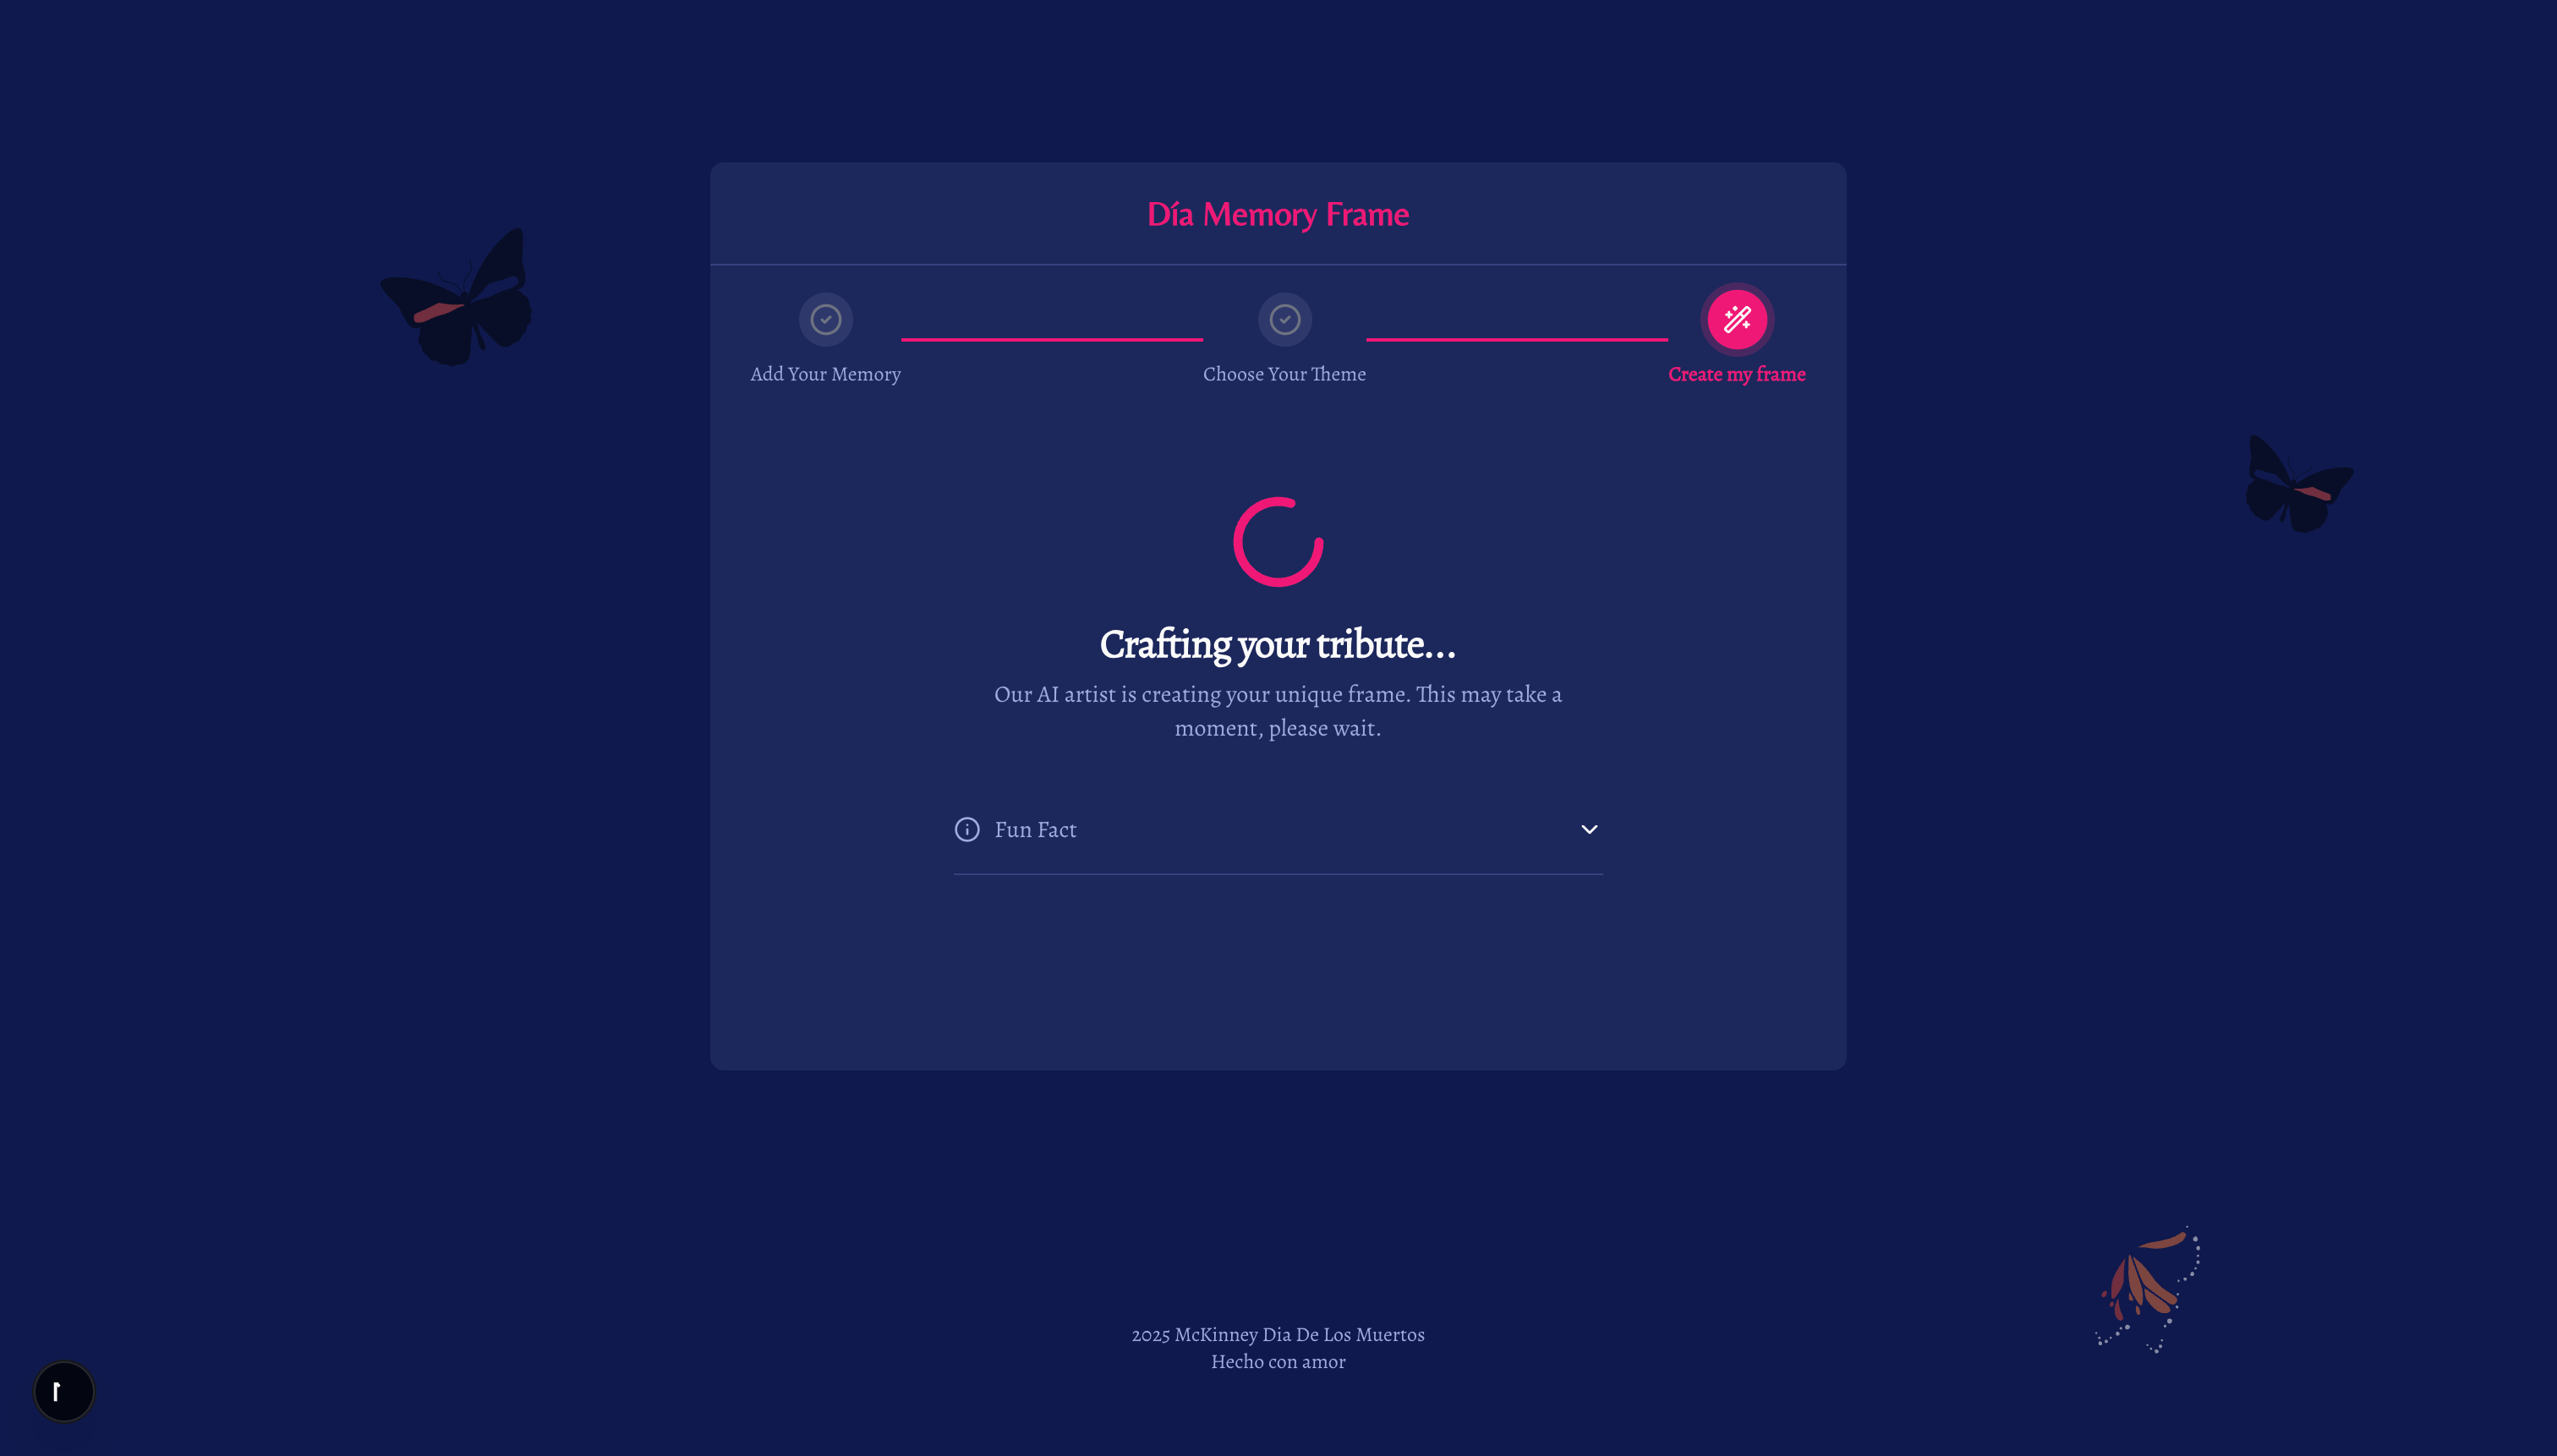 Día Memory Frame
Add Your Memory
Choose Your Theme
Create my frame
Crafting your tribute...
Our AI artist is creating your unique frame. This may take a
moment, please wait.
Fun Fact
2025 McKinney Dia De Los Muertos
Hecho con amor